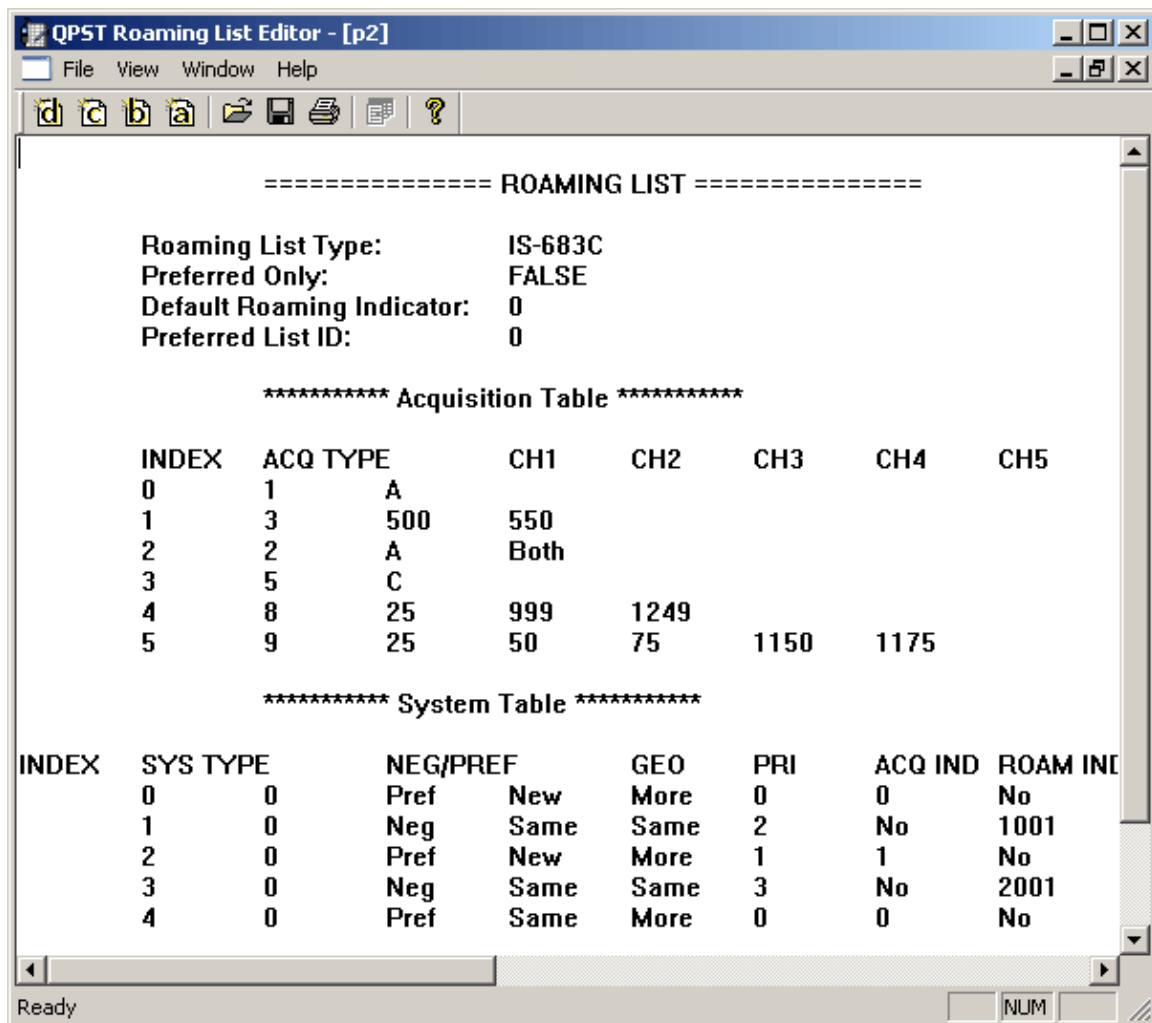 QPST Roaming List Editor - [p2]
File View Window Help
d c b a ?
=============== ROAMING LIST ===============
Roaming List Type: IS-683C
Preferred Only: FALSE
Default Roaming Indicator: 0
Preferred List ID: 0
*********** Acquisition Table ***********
INDEX ACQ TYPE CH1 CH2 CH3 CH4 CH5
0 1 A
1 3 500 550
2 2 A Both
3 5 C
4 8 25 999 1249
5 9 25 50 75 1150 1175
*********** System Table ***********
INDEX SYS TYPE NEG/PREF GEO PRI ACQ IND ROAM IND
0 0 Pref New More 0 0 No
1 0 Neg Same Same 2 No 1001
2 0 Pref New More 1 1 No
3 0 Neg Same Same 3 No 2001
4 0 Pref Same More 0 0 No
Ready NUM